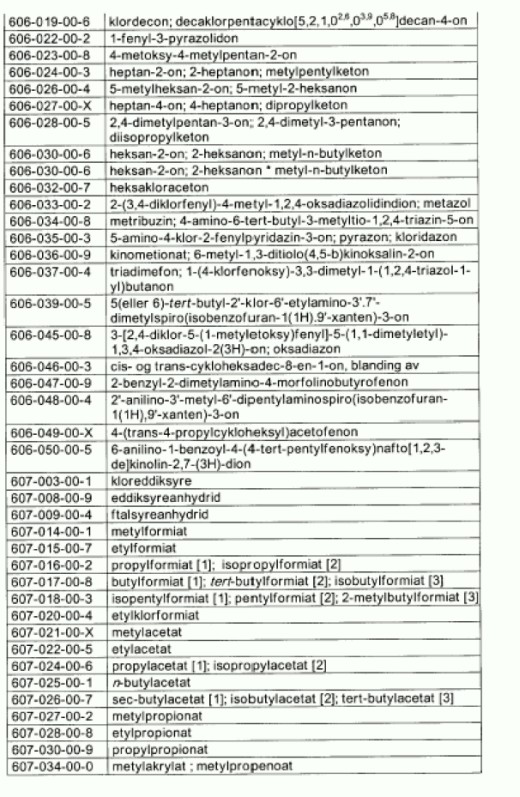 606-019-00-6 klordecon; decaklorpentacyklo[5,2,1,0²,⁶,0³,⁹,0⁵,⁸]decan-4-on
606-022-00-2 1-fenyl-3-pyrazolidon
606-023-00-8 4-metoksy-4-metylpentan-2-on
606-024-00-3 heptan-2-on; 2-heptanon; metylpentylketon
606-026-00-4 5-metylheksan-2-on; 5-metyl-2-heksanon
606-027-00-X heptan-4-on; 4-heptanon; dipropylketon
606-028-00-5 2,4-dimetylpentan-3-on; 2,4-dimetyl-3-pentanon;
diisopropylketon
606-030-00-6 heksan-2-on; 2-heksanon; metyl-n-butylketon
606-030-00-6 heksan-2-on; 2-heksanon * metyl-n-butylketon
606-032-00-7 heksakloraceton
606-033-00-2 2-(3,4-diklorfenyl)-4-metyl-1,2,4-oksadiazolidindion; metazol
606-034-00-8 metribuzin; 4-amino-6-tert-butyl-3-metyltio-1,2,4-triazin-5-on
606-035-00-3 5-amino-4-klor-2-fenylpyridazin-3-on; pyrazon; kloridazon
606-036-00-9 kinometionat; 6-metyl-1,3-ditiolo(4,5-b)kinoksalin-2-on
606-037-00-4 triadimefon; 1-(4-klorfenoksy)-3,3-dimetyl-1-(1,2,4-triazol-1-
yl)butanon
606-039-00-5 5(eller 6)-tert-butyl-2'-klor-6'-etylamino-3'.7'-
dimetylspiro(isobenzofuran-1(1H).9'-xanten)-3-on
606-045-00-8 3-[2,4-diklor-5-(1-metyletoksy)fenyl]-5-(1,1-dimetyletyl)-
1,3,4-oksadiazol-2(3H)-on; oksadiazon
606-046-00-3 cis- og trans-cykloheksadec-8-en-1-on, blanding av
606-047-00-9 2-benzyl-2-dimetylamino-4-morfolinobutyrofenon
606-048-00-4 2'-anilino-3'-metyl-6'-dipentylaminospiro(isobenzofuran-
1(1H),9'-xanten)-3-on
606-049-00-X 4-(trans-4-propylcykloheksyl)acetofenon
606-050-00-5 6-anilino-1-benzoyl-4-(4-tert-pentylfenoksy)nafto[1,2,3-
de]kinolin-2,7-(3H)-dion
607-003-00-1 kloreddiksyre
607-008-00-9 eddiksyreanhydrid
607-009-00-4 ftalsyreanhydrid
607-014-00-1 metylformiat
607-015-00-7 etylformiat
607-016-00-2 propylformiat [1]; isopropylformiat [2]
607-017-00-8 butylformiat [1]; tert-butylformiat [2]; isobutylformiat [3]
607-018-00-3 isopentylformiat [1]; pentylformiat [2]; 2-metylbutylformiat [3]
607-020-00-4 etylklorformiat
607-021-00-X metylacetat
607-022-00-5 etylacetat
607-024-00-6 propylacetat [1]; isopropylacetat [2]
607-025-00-1 n-butylacetat
607-026-00-7 sec-butylacetat [1]; isobutylacetat [2]; tert-butylacetat [3]
607-027-00-2 metylpropionat
607-028-00-8 etylpropionat
607-030-00-9 propylpropionat
607-034-00-0 metylakrylat ; metylpropenoat